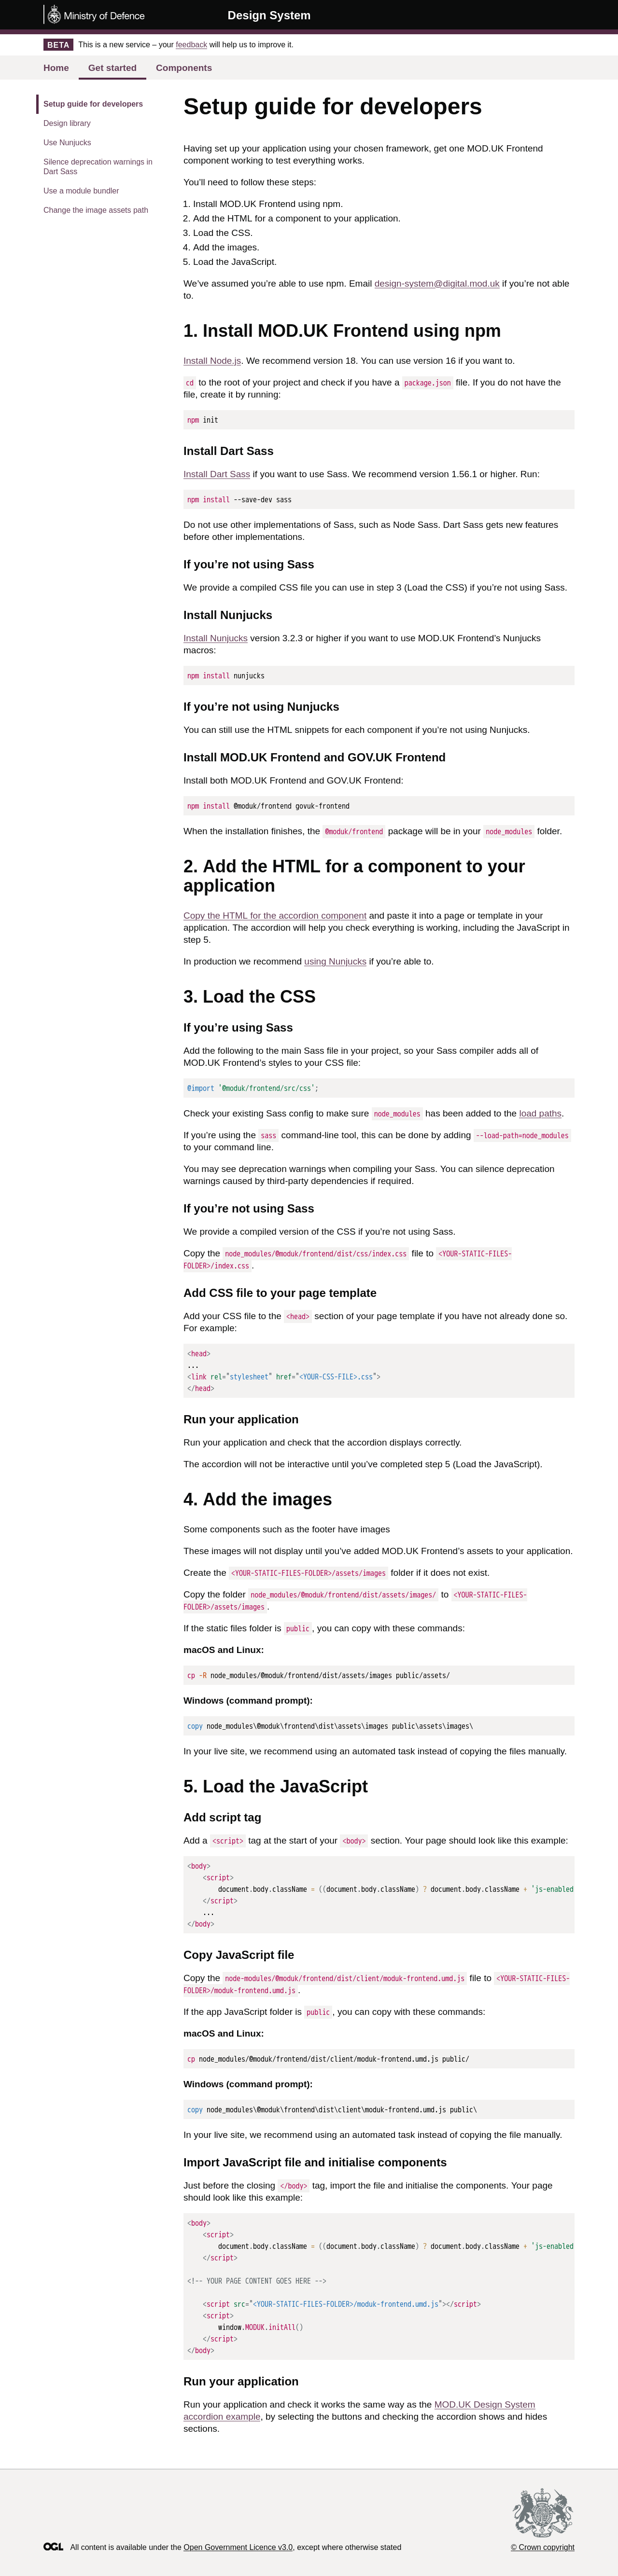 Ministry of Defence
Design System
BETA This is a new service – your feedback will help us to improve it.
Home Get started Components
Setup guide for developers
Design library
Use Nunjucks
Silence deprecation warnings in
Dart Sass
Use a module bundler
Change the image assets path
Setup guide for developers
Having set up your application using your chosen framework, get one MOD.UK Frontend
component working to test everything works.
You’ll need to follow these steps:
1. Install MOD.UK Frontend using npm.
2. Add the HTML for a component to your application.
3. Load the CSS.
4. Add the images.
5. Load the JavaScript.
We’ve assumed you’re able to use npm. Email design-system@digital.mod.uk if you’re not able
to.
1. Install MOD.UK Frontend using npm
Install Node.js. We recommend version 18. You can use version 16 if you want to.
cd to the root of your project and check if you have a package.json file. If you do not have the
file, create it by running:
npm init
Install Dart Sass
Install Dart Sass if you want to use Sass. We recommend version 1.56.1 or higher. Run:
npm install --save-dev sass
Do not use other implementations of Sass, such as Node Sass. Dart Sass gets new features
before other implementations.
If you’re not using Sass
We provide a compiled CSS file you can use in step 3 (Load the CSS) if you’re not using Sass.
Install Nunjucks
Install Nunjucks version 3.2.3 or higher if you want to use MOD.UK Frontend’s Nunjucks
macros:
npm install nunjucks
If you’re not using Nunjucks
You can still use the HTML snippets for each component if you’re not using Nunjucks.
Install MOD.UK Frontend and GOV.UK Frontend
Install both MOD.UK Frontend and GOV.UK Frontend:
npm install @moduk/frontend govuk-frontend
When the installation finishes, the @moduk/frontend package will be in your node_modules folder.
2. Add the HTML for a component to your
application
Copy the HTML for the accordion component and paste it into a page or template in your
application. The accordion will help you check everything is working, including the JavaScript in
step 5.
In production we recommend using Nunjucks if you’re able to.
3. Load the CSS
If you’re using Sass
Add the following to the main Sass file in your project, so your Sass compiler adds all of
MOD.UK Frontend’s styles to your CSS file:
@import '@moduk/frontend/src/css';
Check your existing Sass config to make sure node_modules has been added to the load paths.
If you’re using the sass command-line tool, this can be done by adding --load-path=node_modules
to your command line.
You may see deprecation warnings when compiling your Sass. You can silence deprecation
warnings caused by third-party dependencies if required.
If you’re not using Sass
We provide a compiled version of the CSS if you’re not using Sass.
Copy the node_modules/@moduk/frontend/dist/css/index.css file to <YOUR-STATIC-FILES-
FOLDER>/index.css.
Add CSS file to your page template
Add your CSS file to the <head> section of your page template if you have not already done so.
For example:
<head>
...
<link rel="stylesheet" href="<YOUR-CSS-FILE>.css">
</head>
Run your application
Run your application and check that the accordion displays correctly.
The accordion will not be interactive until you’ve completed step 5 (Load the JavaScript).
4. Add the images
Some components such as the footer have images
These images will not display until you’ve added MOD.UK Frontend’s assets to your application.
Create the <YOUR-STATIC-FILES-FOLDER>/assets/images folder if it does not exist.
Copy the folder node_modules/@moduk/frontend/dist/assets/images/ to <YOUR-STATIC-FILES-
FOLDER>/assets/images.
If the static files folder is public, you can copy with these commands:
macOS and Linux:
cp -R node_modules/@moduk/frontend/dist/assets/images public/assets/
Windows (command prompt):
copy node_modules\@moduk\frontend\dist\assets\images public\assets\images\
In your live site, we recommend using an automated task instead of copying the files manually.
5. Load the JavaScript
Add script tag
Add a <script> tag at the start of your <body> section. Your page should look like this example:
<body>
<script>
document.body.className = ((document.body.className) ? document.body.className + 'js-enabled
</script>
...
</body>
Copy JavaScript file
Copy the node-modules/@moduk/frontend/dist/client/moduk-frontend.umd.js file to <YOUR-STATIC-FILES-
FOLDER>/moduk-frontend.umd.js.
If the app JavaScript folder is public, you can copy with these commands:
macOS and Linux:
cp node_modules/@moduk/frontend/dist/client/moduk-frontend.umd.js public/
Windows (command prompt):
copy node_modules\@moduk\frontend\dist\client\moduk-frontend.umd.js public\
In your live site, we recommend using an automated task instead of copying the file manually.
Import JavaScript file and initialise components
Just before the closing </body> tag, import the file and initialise the components. Your page
should look like this example:
<body>
<script>
document.body.className = ((document.body.className) ? document.body.className + 'js-enabled
</script>
<!-- YOUR PAGE CONTENT GOES HERE -->
<script src="<YOUR-STATIC-FILES-FOLDER>/moduk-frontend.umd.js"></script>
<script>
window.MODUK.initAll()
</script>
</body>
Run your application
Run your application and check it works the same way as the MOD.UK Design System
accordion example, by selecting the buttons and checking the accordion shows and hides
sections.
OGL All content is available under the Open Government Licence v3.0, except where otherwise stated
© Crown copyright